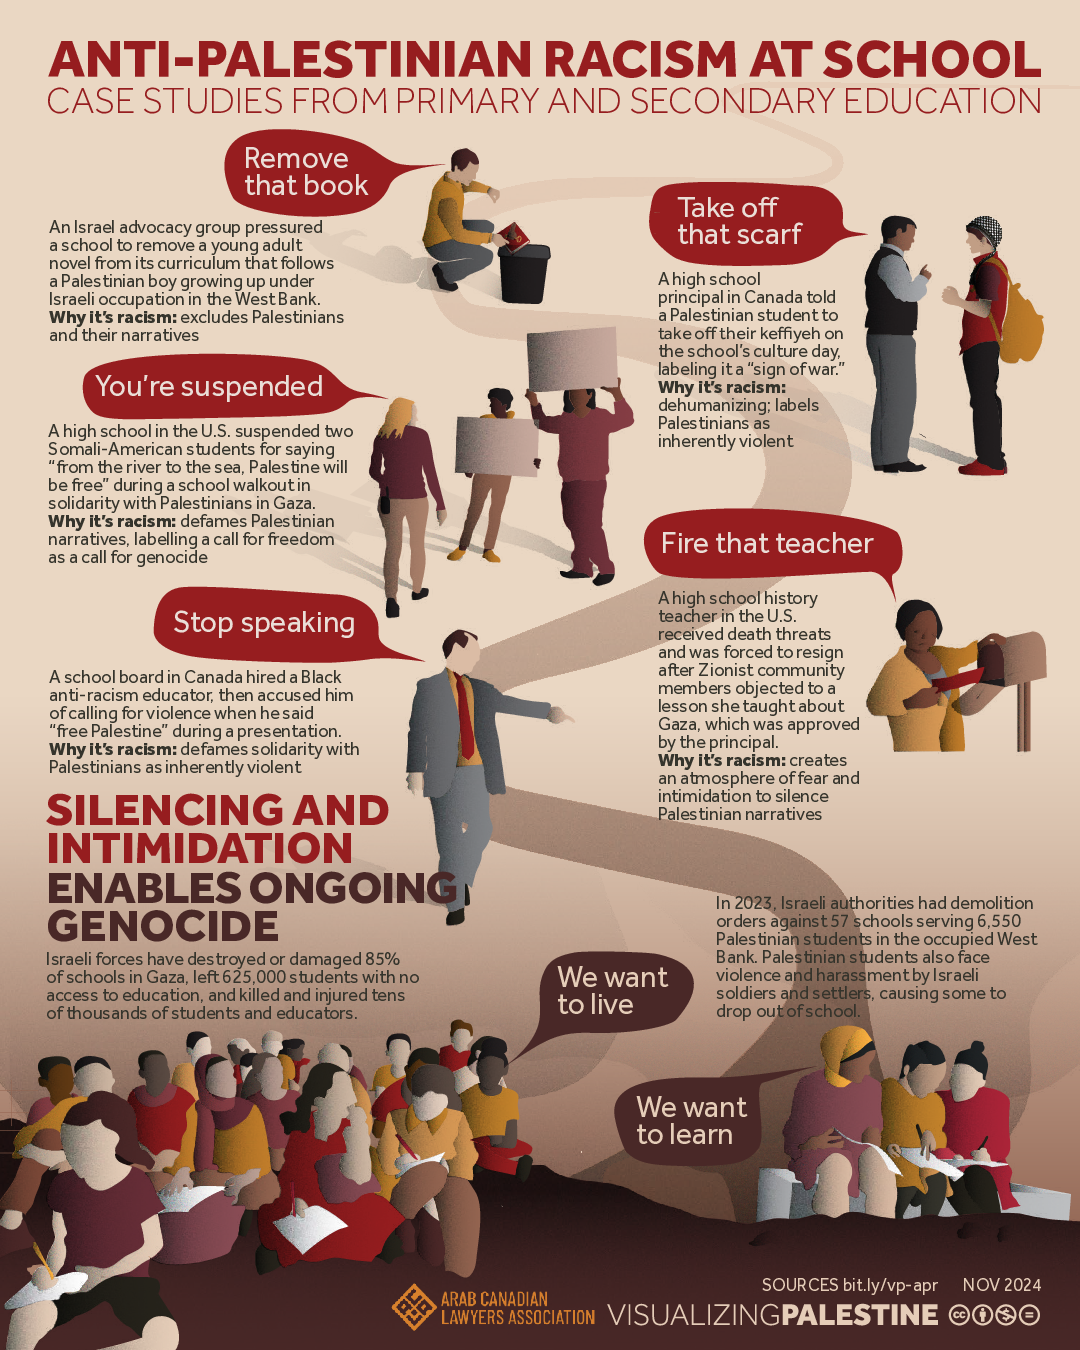 ANTI-PALESTINIAN RACISM AT SCHOOL
CASE STUDIES FROM PRIMARY AND SECONDARY EDUCATION
Remove
that book
An Israel advocacy group pressured
a school to remove a young adult
novel from its curriculum that follows
a Palestinian boy growing up under
Israeli occupation in the West Bank.
Why it's racism: excludes Palestinians
and their narratives
Take off
that scarf
A high school
principal in Canada told
a Palestinian student to
take off their keffiyeh on
the school's culture day,
labeling it a “sign of war.”
Why it's racism:
dehumanizing; labels
Palestinians as
inherently violent
You're suspended
A high school in the U.S. suspended two
Somali-American students for saying
“from the river to the sea, Palestine will
be free” during a school walkout in
solidarity with Palestinians in Gaza.
Why it's racism: defames Palestinian
narratives, labelling a call for freedom
as a call for genocide
Fire that teacher
A high school history
teacher in the U.S.
received death threats
and was forced to resign
after Zionist community
members objected to a
lesson she taught about
Gaza, which was approved
by the principal.
Why it's racism: creates
an atmosphere of fear and
intimidation to silence
Palestinian narratives
Stop speaking
A school board in Canada hired a Black
anti-racism educator, then accused him
of calling for violence when he said
“free Palestine” during a presentation.
Why it's racism: defames solidarity with
Palestinians as inherently violent
SILENCING AND
INTIMIDATION
ENABLES ONGOING
GENOCIDE
Israeli forces have destroyed or damaged 85%
of schools in Gaza, left 625,000 students with no
access to education, and killed and injured tens
of thousands of students and educators.
We want
to live
In 2023, Israeli authorities had demolition
orders against 57 schools serving 6,550
Palestinian students in the occupied West
Bank. Palestinian students also face
violence and harassment by Israeli
soldiers and settlers, causing some to
drop out of school.
We want
to learn
SOURCES bit.ly/vp-apr NOV 2024
ARAB CANADIAN
LAWYERS ASSOCIATION
VISUALIZINGPALESTINE